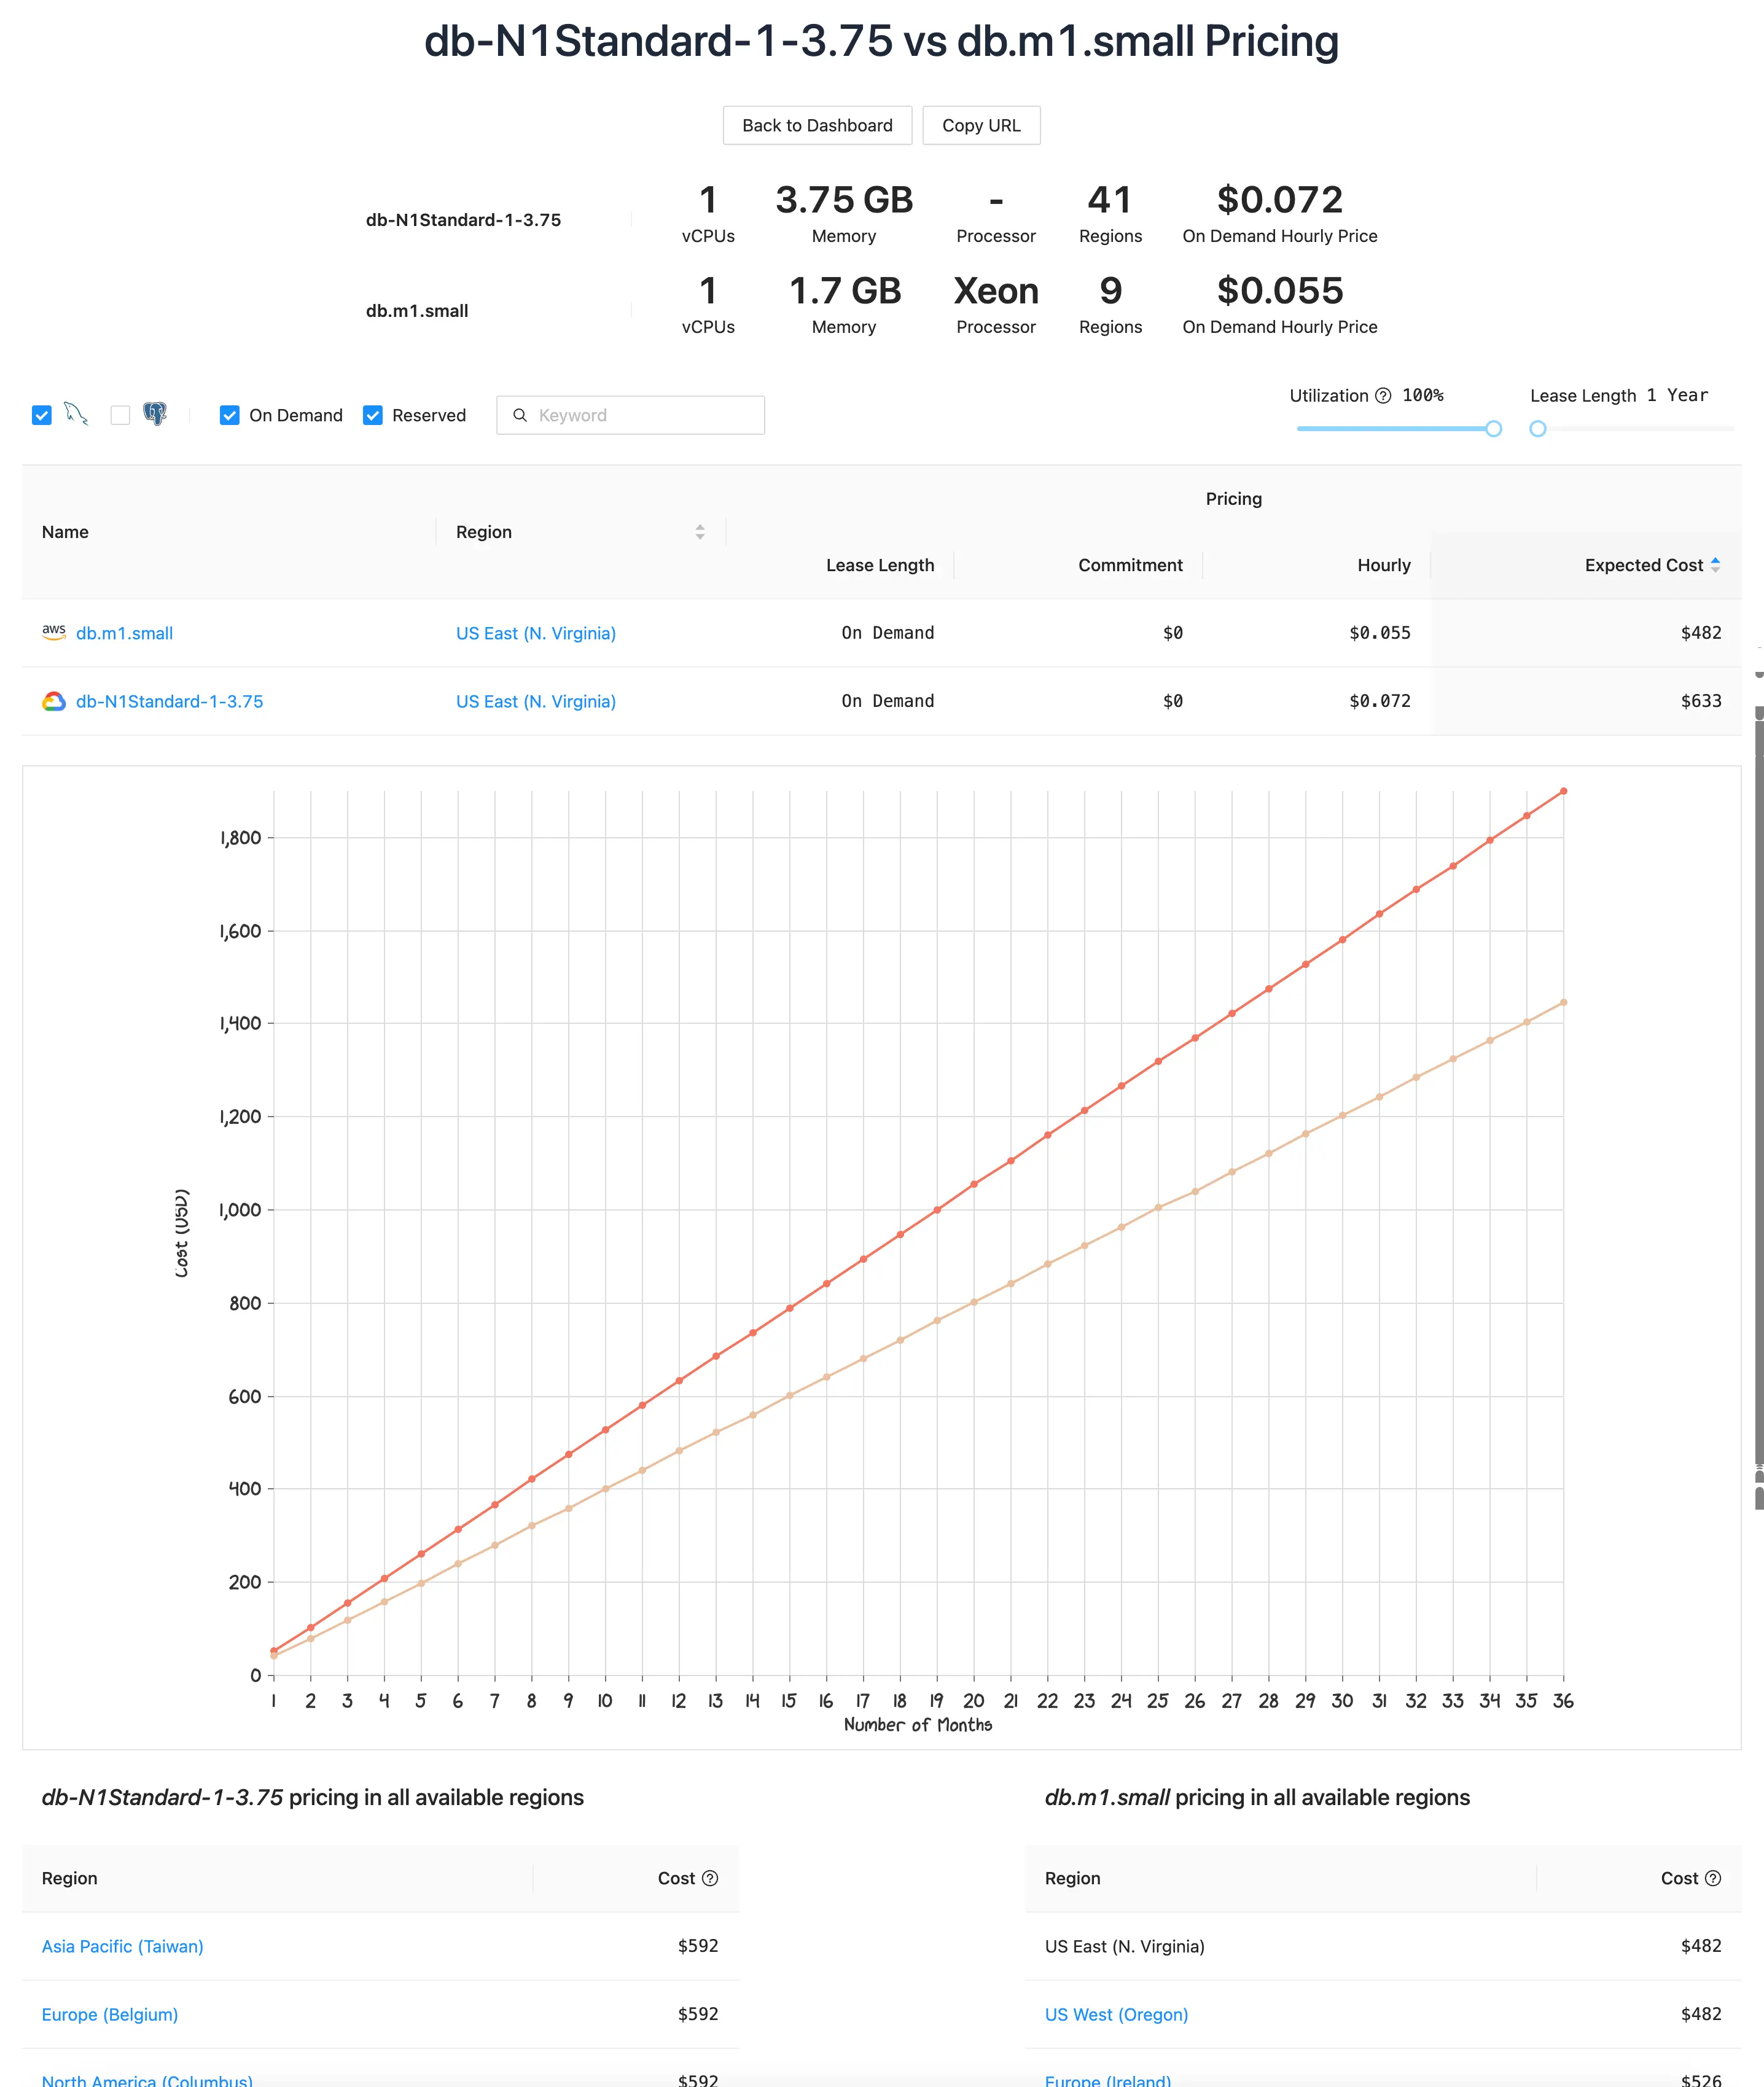 db-N1Standard-1-3.75 vs db.m1.small Pricing
Back to Dashboard Copy URL
db-N1Standard-1-3.75 1 3.75 GB - 41 $0.072
vCPUs Memory Processor Regions On Demand Hourly Price
db.m1.small 1 1.7 GB Xeon 9 $0.055
vCPUs Memory Processor Regions On Demand Hourly Price
Utilization ? 100% Lease Length 1 Year
On Demand Reserved Keyword
Pricing
Name Region
Lease Length Commitment Hourly Expected Cost
aws db.m1.small US East (N. Virginia) On Demand $0 $0.055 $482
db-N1Standard-1-3.75 US East (N. Virginia) On Demand $0 $0.072 $633
1,800
1,600
1,400
1,200
1,000
Cost (USD)
800
600
400
200
0
1 2 3 4 5 6 7 8 9 10 11 12 13 14 15 16 17 18 19 20 21 22 23 24 25 26 27 28 29 30 31 32 33 34 35 36
Number of Months
db-N1Standard-1-3.75 pricing in all available regions
Region Cost ?
Asia Pacific (Taiwan) $592
Europe (Belgium) $592
North America (Columbus) $592
db.m1.small pricing in all available regions
Region Cost ?
US East (N. Virginia) $482
US West (Oregon) $482
Europe (Ireland) $526